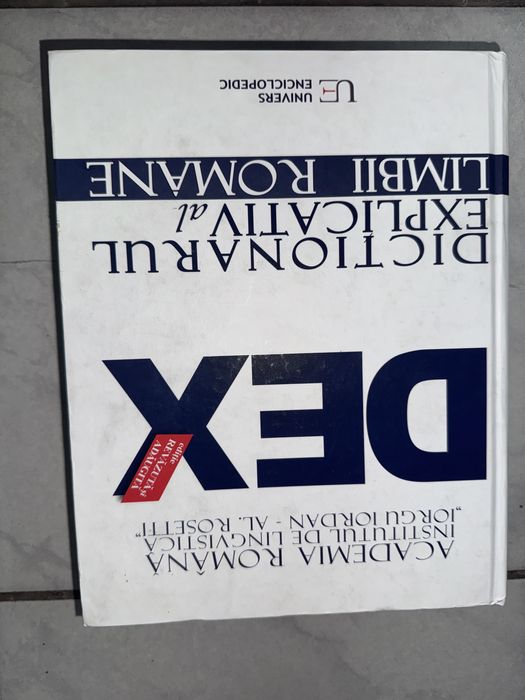 ACADEMIA ROMÂNĂ
INSTITUTUL DE LINGVISTICĂ
„IORGU IORDAN - AL. ROSETTI”
DEX
ediție
REVĂZUTĂ și
ADĂUGITĂ
DICȚIONARUL
EXPLICATIV al
LIMBII ROMÂNE
UE
UNIVERS
ENCICLOPEDIC